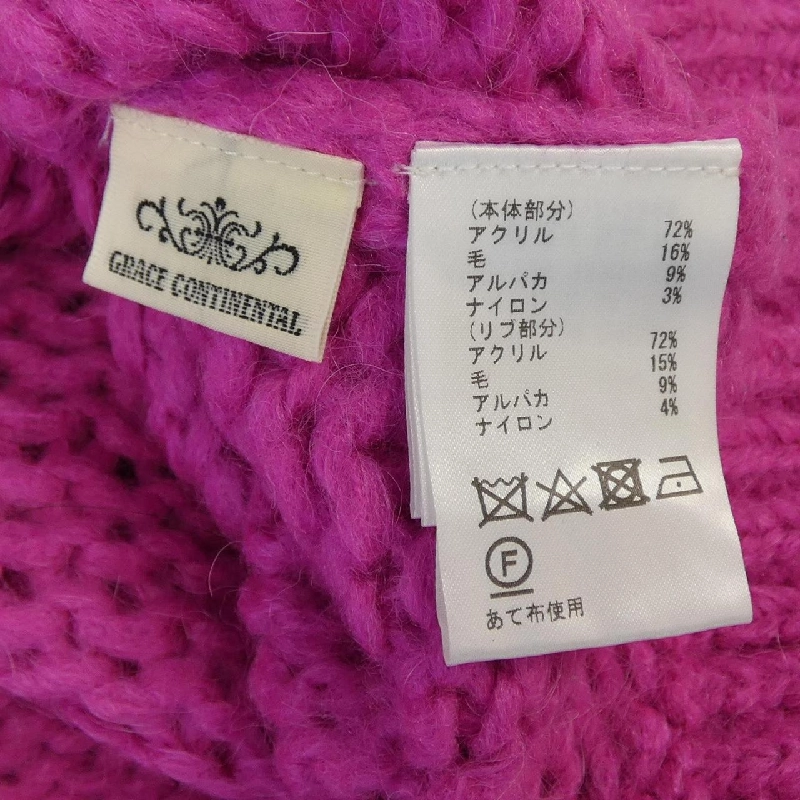 GRACE CONTINENTAL
(本体部分)
アクリル 72%
毛 16%
アルパカ 9%
ナイロン 3%
(リブ部分)
アクリル 72%
毛 15%
アルパカ 9%
ナイロン 4%
F
あて布使用